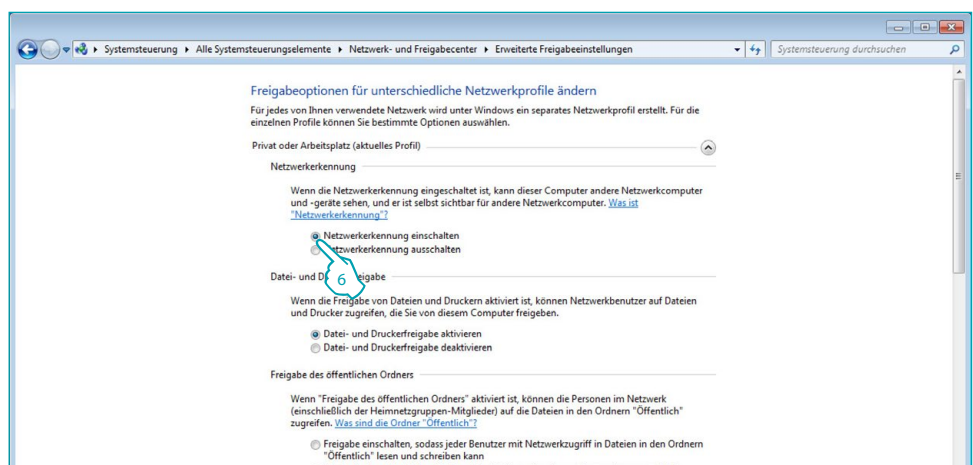 Systemsteuerung ▸ Alle Systemsteuerungselemente ▸ Netzwerk- und Freigabecenter ▸ Erweiterte Freigabeeinstellungen
Systemsteuerung durchsuchen
Freigabeoptionen für unterschiedliche Netzwerkprofile ändern
Für jedes von Ihnen verwendete Netzwerk wird unter Windows ein separates Netzwerkprofil erstellt. Für die
einzelnen Profile können Sie bestimmte Optionen auswählen.
Privat oder Arbeitsplatz (aktuelles Profil)
Netzwerkerkennung
Wenn die Netzwerkerkennung eingeschaltet ist, kann dieser Computer andere Netzwerkcomputer
und -geräte sehen, und er ist selbst sichtbar für andere Netzwerkcomputer. Was ist
"Netzwerkerkennung"?
Netzwerkerkennung einschalten
Netzwerkerkennung ausschalten
6
Datei- und D eigabe
Wenn die Freigabe von Dateien und Druckern aktiviert ist, können Netzwerkbenutzer auf Dateien
und Drucker zugreifen, die Sie von diesem Computer freigeben.
Datei- und Druckerfreigabe aktivieren
Datei- und Druckerfreigabe deaktivieren
Freigabe des öffentlichen Ordners
Wenn "Freigabe des öffentlichen Ordners" aktiviert ist, können die Personen im Netzwerk
(einschließlich der Heimnetzgruppen-Mitglieder) auf die Dateien in den Ordnern "Öffentlich"
zugreifen. Was sind die Ordner "Öffentlich"?
Freigabe einschalten, sodass jeder Benutzer mit Netzwerkzugriff in Dateien in den Ordnern
"Öffentlich" lesen und schreiben kann